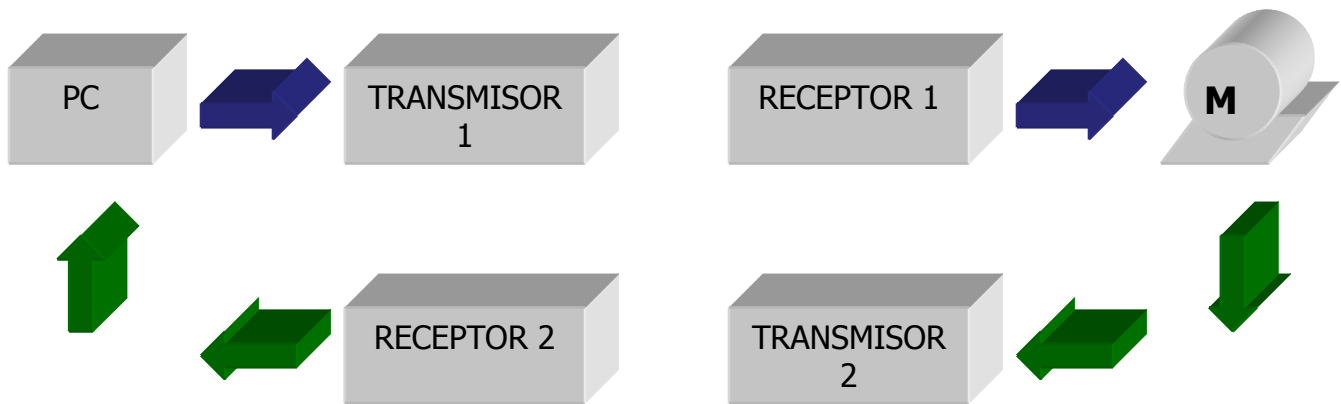 PC
TRANSMISOR
1
RECEPTOR 1
M
RECEPTOR 2
TRANSMISOR
2